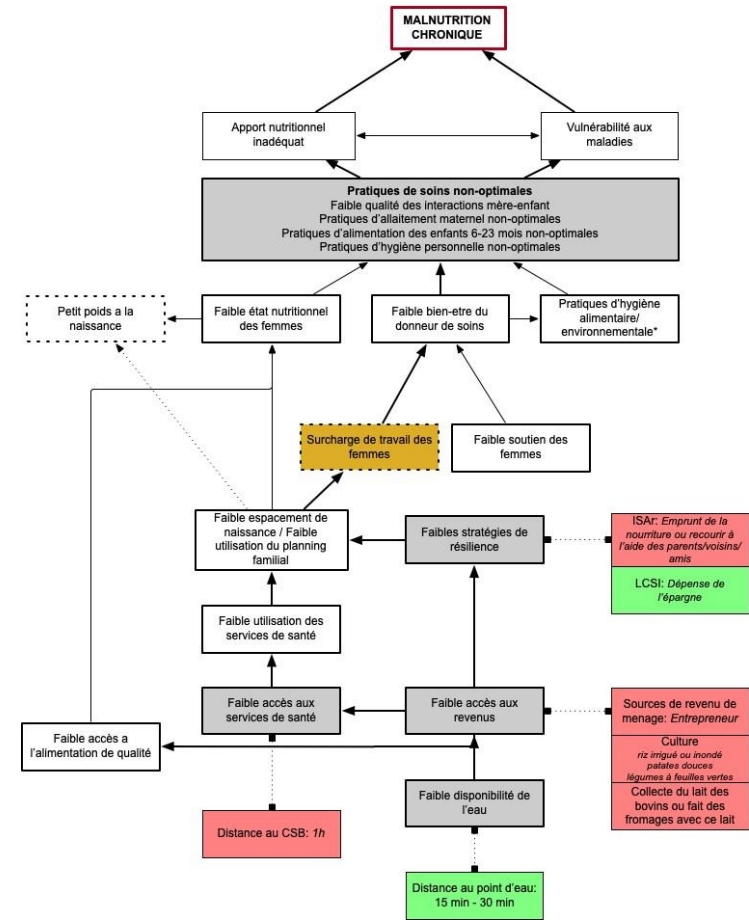 MALNUTRITION
CHRONIQUE
Apport nutritionnel
inadéquat
Vulnérabilité aux
maladies
Pratiques de soins non-optimales
Faible qualité des interactions mère-enfant
Pratiques d'allaitement maternel non-optimales
Pratiques d'alimentation des enfants 6-23 mois non-optimales
Pratiques d'hygiène personnelle non-optimales
Petit poids a la
naissance
Faible état nutritionnel
des femmes
Faible bien-etre du
donneur de soins
Pratiques d'hygiène
alimentaire/
environnementale*
Surcharge de travail des
femmes
Faible soutien des
femmes
Faible espacement de
naissance / Faible
utilisation du planning
familial
Faibles stratégies de
résilience
ISAr: Emprunt de la
nourriture ou recourir à
l'aide des parents/voisins/
amis
LCSI: Dépense de
l'épargne
Faible utilisation des
services de santé
Faible accès aux
services de santé
Faible accès aux
revenus
Sources de revenu de
menage: Entrepreneur
Culture
riz irrigué ou inondé
patates douces
légumes à feuilles vertes
Collecte du lait des
bovins ou fait des
fromages avec ce lait
Faible accès a
l'alimentation de qualité
Faible disponibilité de
l'eau
Distance au CSB: 1h
Distance au point d'eau:
15 min - 30 min